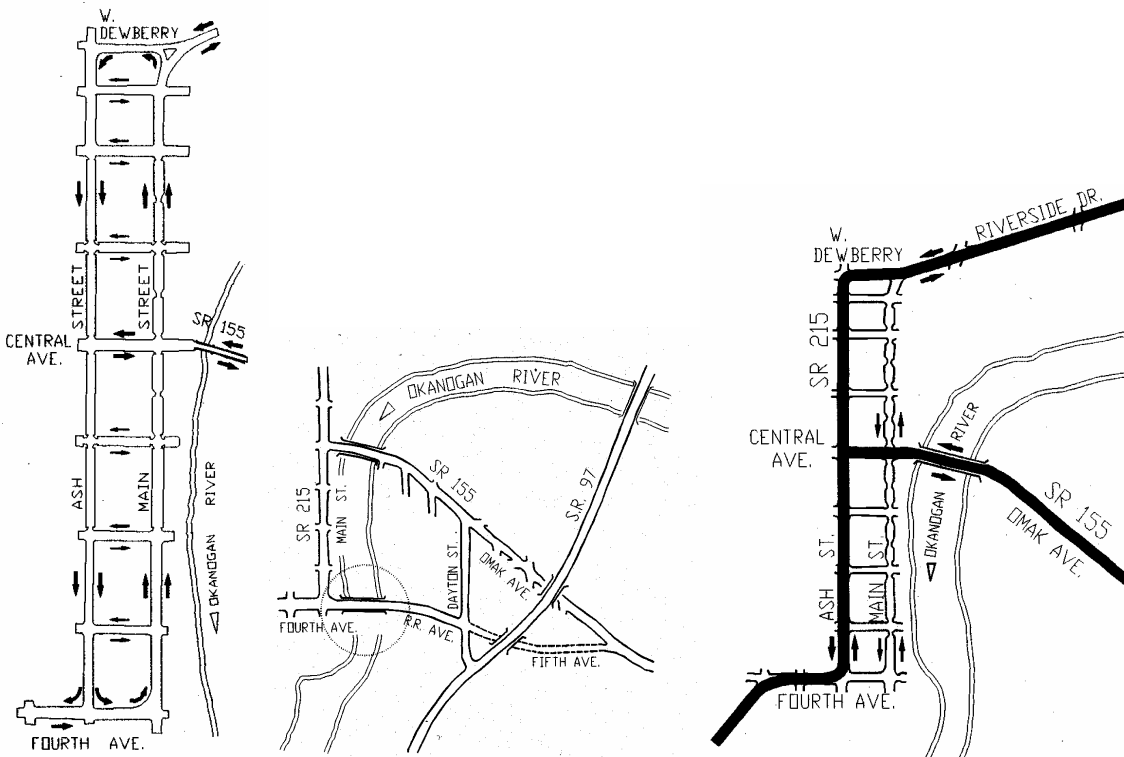 W.
DEWBERRY
STREET
STREET
SR 155
CENTRAL
AVE.
ASH
MAIN
OKANOGAN RIVER
FOURTH AVE.
OKANOGAN RIVER
SR 155
S.R. 97
SR 215
MAIN ST.
DAYTON ST.
OMAK AVE.
FOURTH AVE.
R.R. AVE.
FIFTH AVE.
RIVERSIDE DR.
W.
DEWBERRY
SR 215
CENTRAL
AVE.
RIVER
OKANOGAN
SR 155
OMAK AVE.
ASH ST.
MAIN ST.
FOURTH AVE.